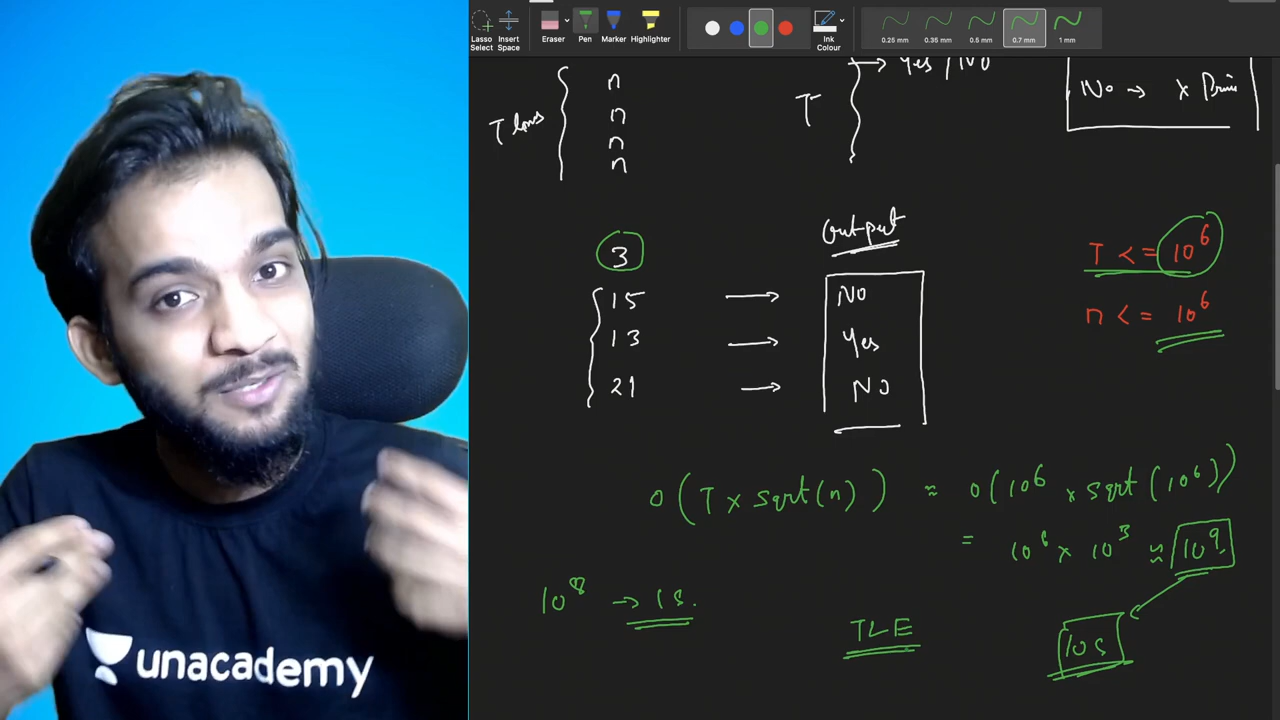 Lasso Select
Insert Space
Eraser
Pen
Marker
Highlighter
Ink Colour
0.25 mm
0.35 mm
0.5 mm
0.7 mm
1 mm
n
n
n
n
T
Yes / No
No → x
T <= 10^6
n <= 10^6
3
Output
15 → No
13 → Yes
21 → No
O(T x sqrt(n)) ≈ O(10^6 x sqrt(10^6))
= 10^6 x 10^3 ≈ 10^9
10^8 → 1s.
TLE
10s
unacademy